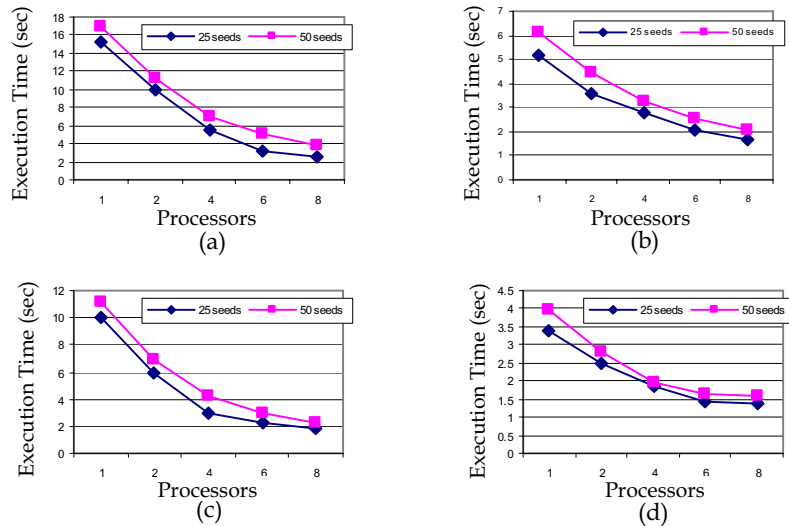 Execution Time (sec)
18
16
14
12
10
8
6
4
2
0
25 seeds 50 seeds
1 2 4 6 8
Processors
(a)
Execution Time (sec)
7
6
5
4
3
2
1
0
25 seeds 50 seeds
1 2 4 6 8
Processors
(b)
Execution Time (sec)
12
10
8
6
4
2
0
25 seeds 50 seeds
1 2 4 6 8
Processors
(c)
Execution Time (sec)
4.5
4
3.5
3
2.5
2
1.5
1
0.5
0
25 seeds 50 seeds
1 2 4 6 8
Processors
(d)